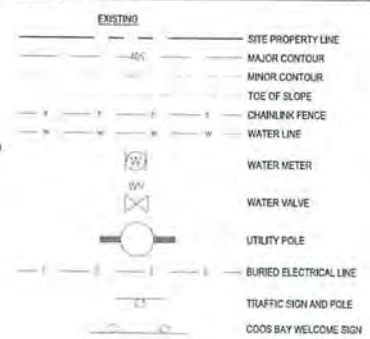 EXISTING
SITE PROPERTY LINE
MAJOR CONTOUR
MINOR CONTOUR
TOE OF SLOPE
X X X X CHAINLINK FENCE
W W W W WATER LINE
W WATER METER
WV
WATER VALVE
UTILITY POLE
E E E E BURIED ELECTRICAL LINE
TRAFFIC SIGN AND POLE
COOS BAY WELCOME SIGN